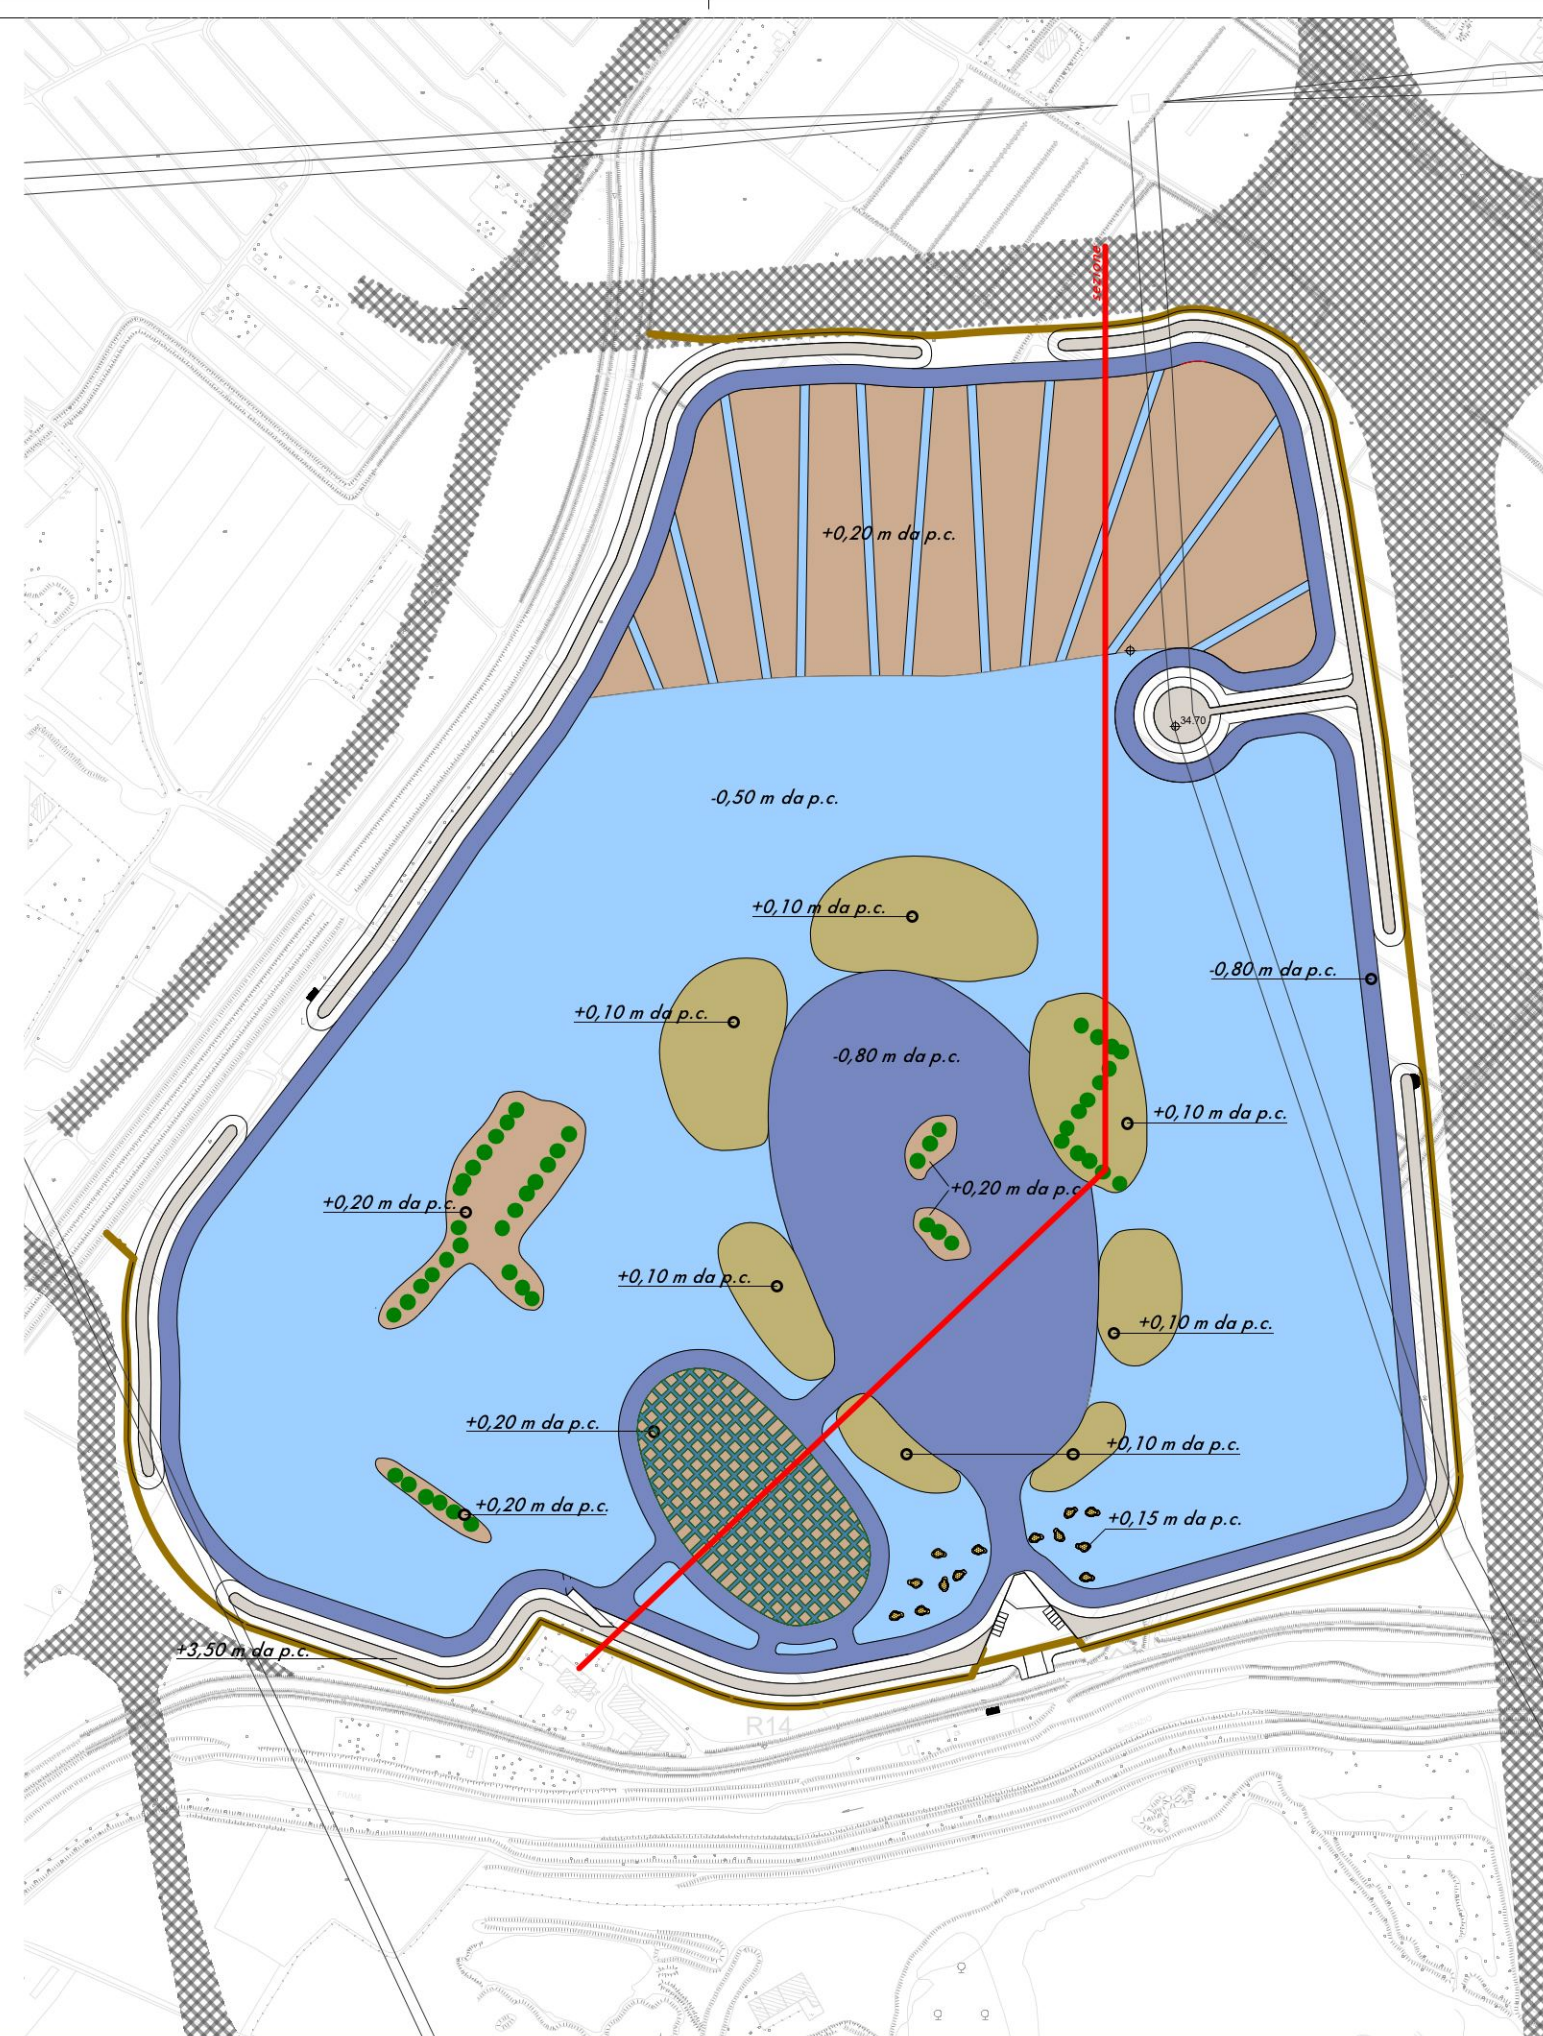 sezione
+0,20 m da p.c.
34.70
-0,50 m da p.c.
+0,10 m da p.c.
-0,80 m da p.c.
+0,10 m da p.c.
-0,80 m da p.c.
+0,10 m da p.c.
+0,20 m da p.c.
+0,20 m da p.c.
+0,10 m da p.c.
+0,10 m da p.c.
+0,20 m da p.c.
+0,10 m da p.c.
+0,20 m da p.c.
+0,15 m da p.c.
+3,50 m da p.c.
R14
FIUME